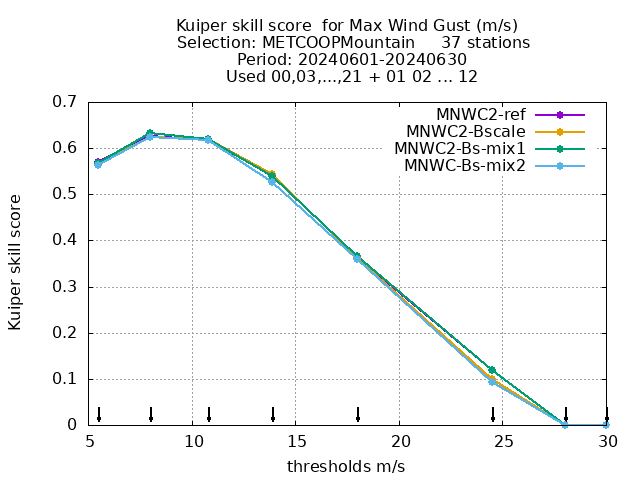 Kuiper skill score  for Max Wind Gust (m/s)
Selection: METCOOPMountain     37 stations
Period: 20240601-20240630
Used 00,03,...,21 + 01 02 ... 12
MNWC2-ref
MNWC2-Bscale
MNWC2-Bs-mix1
MNWC-Bs-mix2
Kuiper skill score
0.7
0.6
0.5
0.4
0.3
0.2
0.1
0
5 10 15 20 25 30
thresholds m/s